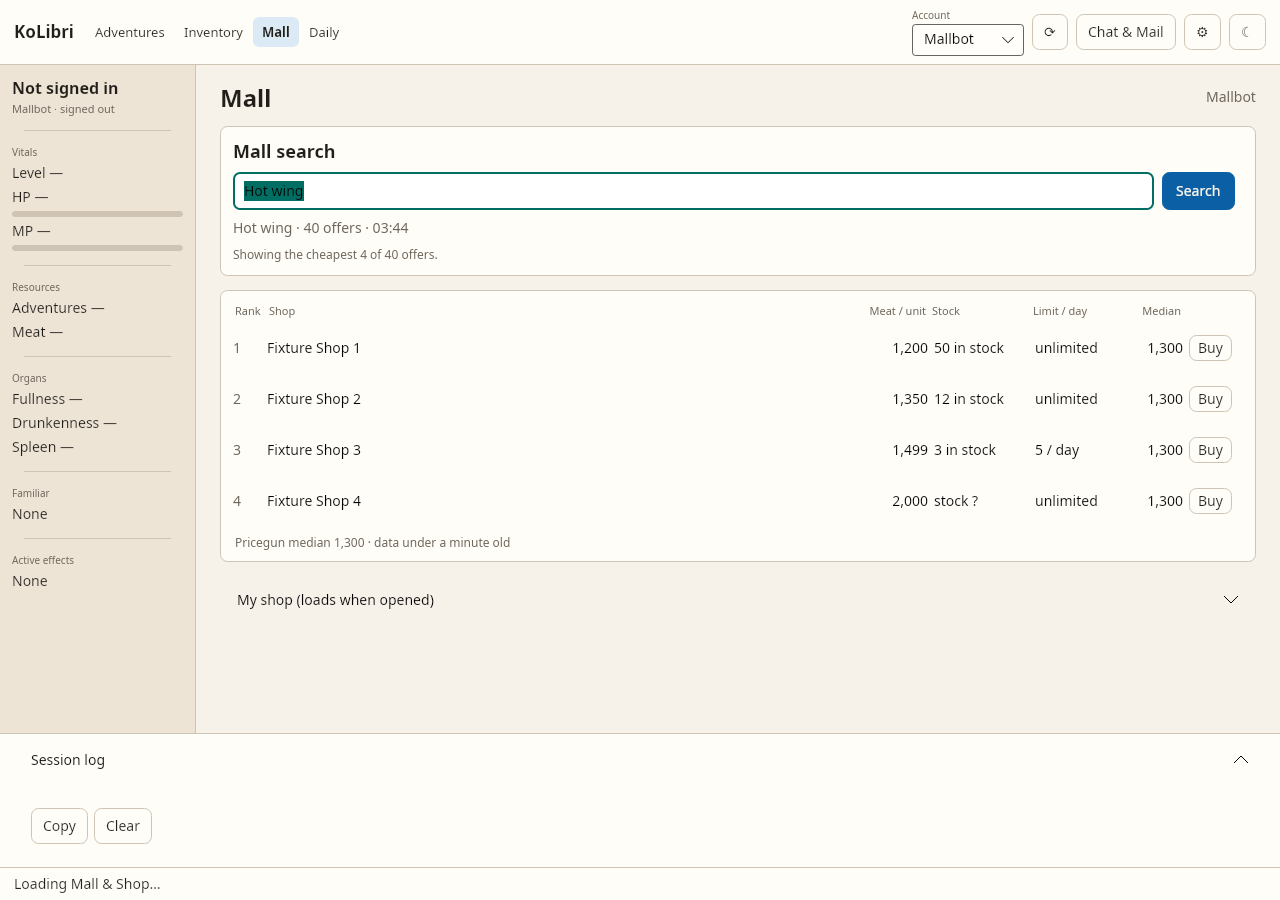 KoLibri
Adventures
Inventory
Mall
Daily
Account
Mallbot
⟳
Chat & Mail
⚙
☾
Not signed in
Mallbot · signed out
Vitals
Level —
HP —
MP —
Resources
Adventures —
Meat —
Organs
Fullness —
Drunkenness —
Spleen —
Familiar
None
Active effects
None
Mall
Mallbot
Mall search
Hot wing
Search
Hot wing · 40 offers · 03:44
Showing the cheapest 4 of 40 offers.
Rank Shop Meat / unit Stock Limit / day Median
1 Fixture Shop 1 1,200 50 in stock unlimited 1,300 Buy
2 Fixture Shop 2 1,350 12 in stock unlimited 1,300 Buy
3 Fixture Shop 3 1,499 3 in stock 5 / day 1,300 Buy
4 Fixture Shop 4 2,000 stock ? unlimited 1,300 Buy
Pricegun median 1,300 · data under a minute old
My shop (loads when opened)
Session log
Copy
Clear
Loading Mall & Shop...